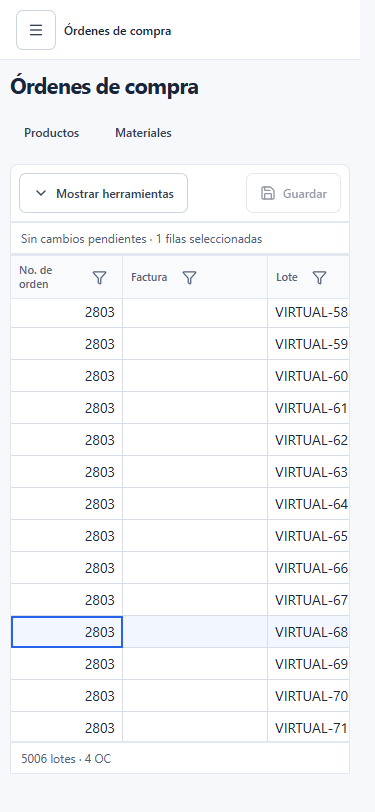 Órdenes de compra
Órdenes de compra
Productos Materiales
Mostrar herramientas Guardar
Sin cambios pendientes · 1 filas seleccionadas
No. de orden Factura Lote
2803 VIRTUAL-58
2803 VIRTUAL-59
2803 VIRTUAL-60
2803 VIRTUAL-61
2803 VIRTUAL-62
2803 VIRTUAL-63
2803 VIRTUAL-64
2803 VIRTUAL-65
2803 VIRTUAL-66
2803 VIRTUAL-67
2803 VIRTUAL-68
2803 VIRTUAL-69
2803 VIRTUAL-70
2803 VIRTUAL-71
5006 lotes · 4 OC